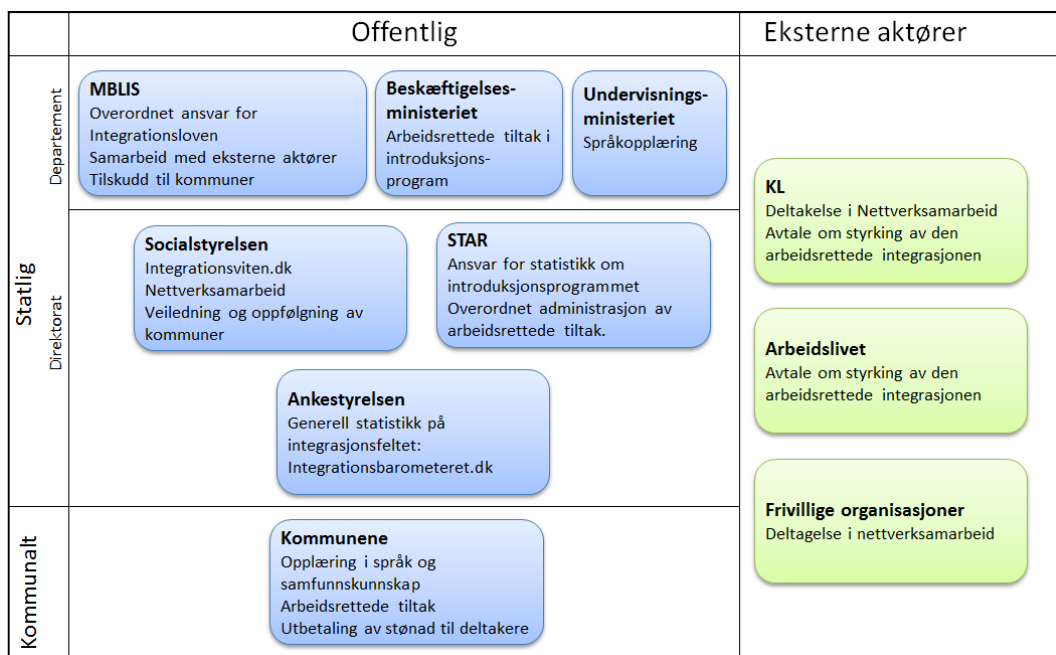 Offentlig
Eksterne aktører
Statlig
Departement
MBLIS
Overordnet ansvar for
Integrationsloven
Samarbeid med eksterne aktører
Tilskudd til kommuner
Beskæftigelses-
ministeriet
Arbeidsrettede tiltak i
introduksjons-
program
Undervisnings-
ministeriet
Språkopplæring
Direktorat
Socialstyrelsen
Integrationsviten.dk
Nettverksamarbeid
Veiledning og oppfølgning av
kommuner
STAR
Ansvar for statistikk om
introduksjonsprogrammet
Overordnet administrasjon av
arbeidsrettede tiltak.
Ankestyrelsen
Generell statistikk på
integrasjonsfeltet:
Integrationsbarometeret.dk
Kommunalt
Kommunene
Opplæring i språk og
samfunnskunnskap
Arbeidsrettede tiltak
Utbetaling av stønad til deltakere
KL
Deltakelse i Nettverksamarbeid
Avtale om styrking av den
arbeidsrettede integrasjonen
Arbeidslivet
Avtale om styrking av den
arbeidsrettede integrasjonen
Frivillige organisasjoner
Deltagelse i nettverksamarbeid